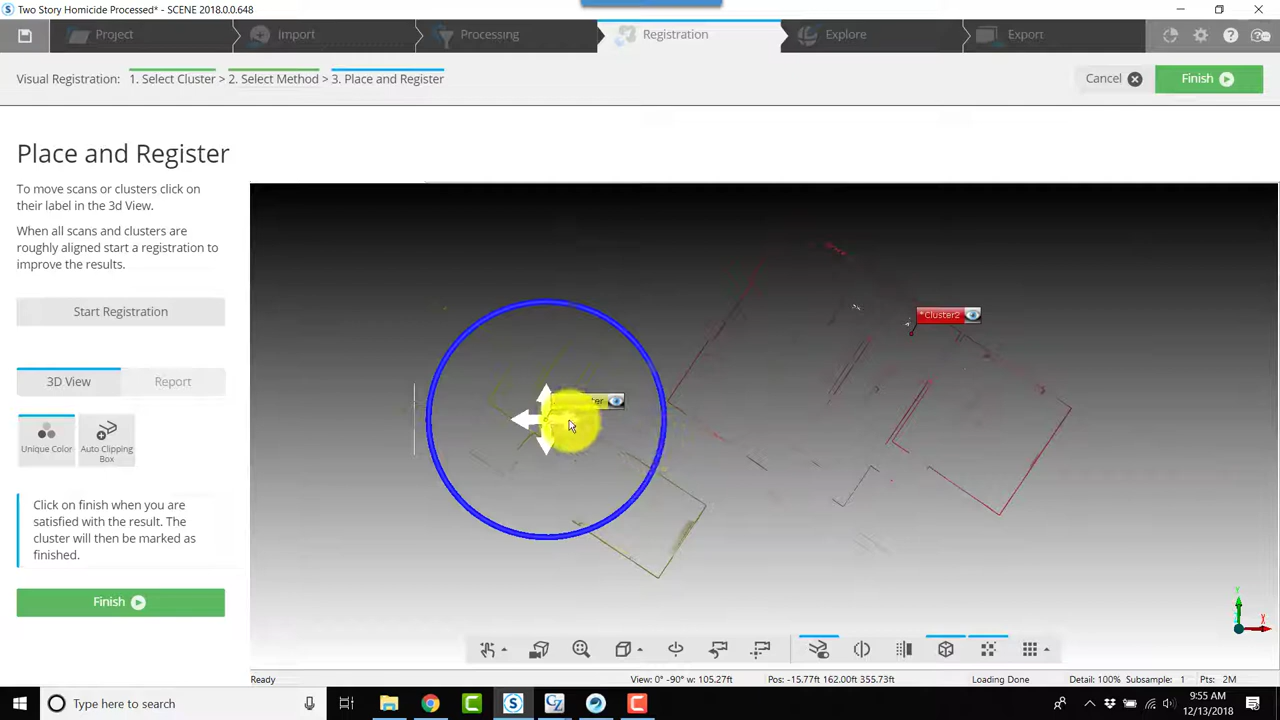 Two Story Homicide Processed* - SCENE 2018.0.0.648
Project
Import
Processing
Registration
Explore
Export
Visual Registration: 1. Select Cluster > 2. Select Method > 3. Place and Register
Cancel
Finish
Place and Register
To move scans or clusters click on
their label in the 3d View.
When all scans and clusters are
roughly aligned start a registration to
improve the results.
Start Registration
3D View
Report
Unique Color
Auto Clipping
Box
Click on finish when you are
satisfied with the result. The
cluster will then be marked as
finished.
Finish
*Cluster2
Y
X
Ready
View: 0° -90° w: 105.27ft
Pos: -15.77ft 162.00ft 355.73ft
Loading Done
Detail: 100%
Subsample: 1
Pts: 2M
Type here to search
9:55 AM
12/13/2018